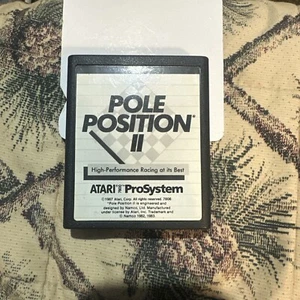 POLE
POSITION®
II
High-Performance Racing at its Best
ATARI ProSystem
©1987 Atari, Corp. All rights reserved. 7808
"Pole Position II is engineered and
designed by Namco, Ltd. Manufactured
under license by Atari, Inc. Trademark and
© Namco 1982, 1983.